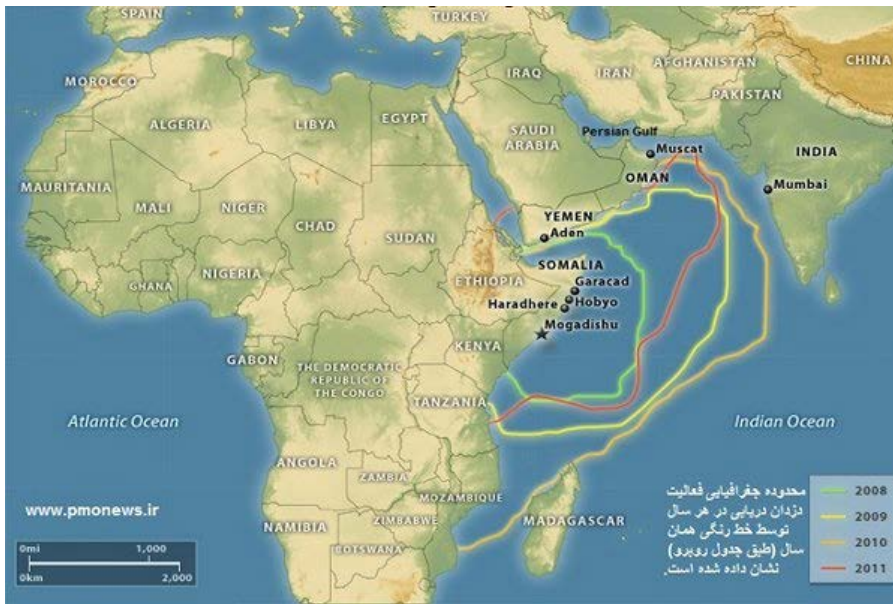 SPAIN
TURKEY
CHINA
MOROCCO
IRAQ
IRAN
AFGHANISTAN
PAKISTAN
ALGERIA
LIBYA
EGYPT
SAUDI
ARABIA
Persian Gulf
Muscat
INDIA
OMAN
Mumbai
MAURITANIA
MALI
NIGER
CHAD
SUDAN
YEMEN
Aden
NIGERIA
GHANA
ETHIOPIA
SOMALIA
Garacad
Haradhere
Hobyo
Mogadishu
GABON
KENYA
THE DEMOCRATIC
REPUBLIC OF
THE CONGO
TANZANIA
Atlantic Ocean
Indian Ocean
ANGOLA
ZAMBIA
MOZAMBIQUE
www.pmonews.ir
ZIMBABWE
MADAGASCAR
NAMIBIA
BOTSWANA
محدوده جغرافیایی فعالیت
دزدان دریایی در هر سال
توسط خط رنگی همان
سال (طبق جدول روبرو)
نشان داده شده است.
2008
2009
2010
2011
0mi 1,000
0km 2,000